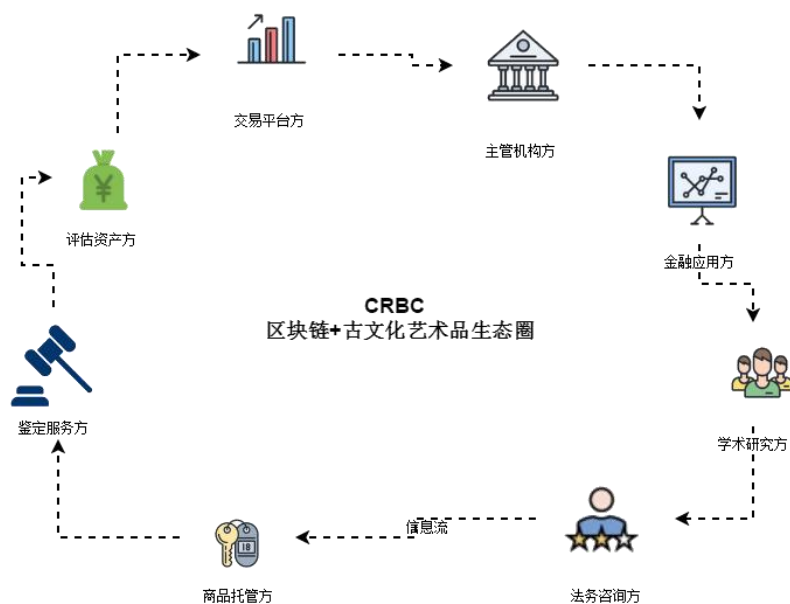 交易平台方
主管机构方
评估资产方
金融应用方
CRBC
区块链+古文化艺术品生态圈
鉴定服务方
学术研究方
信息流
18
商品托管方
法务咨询方